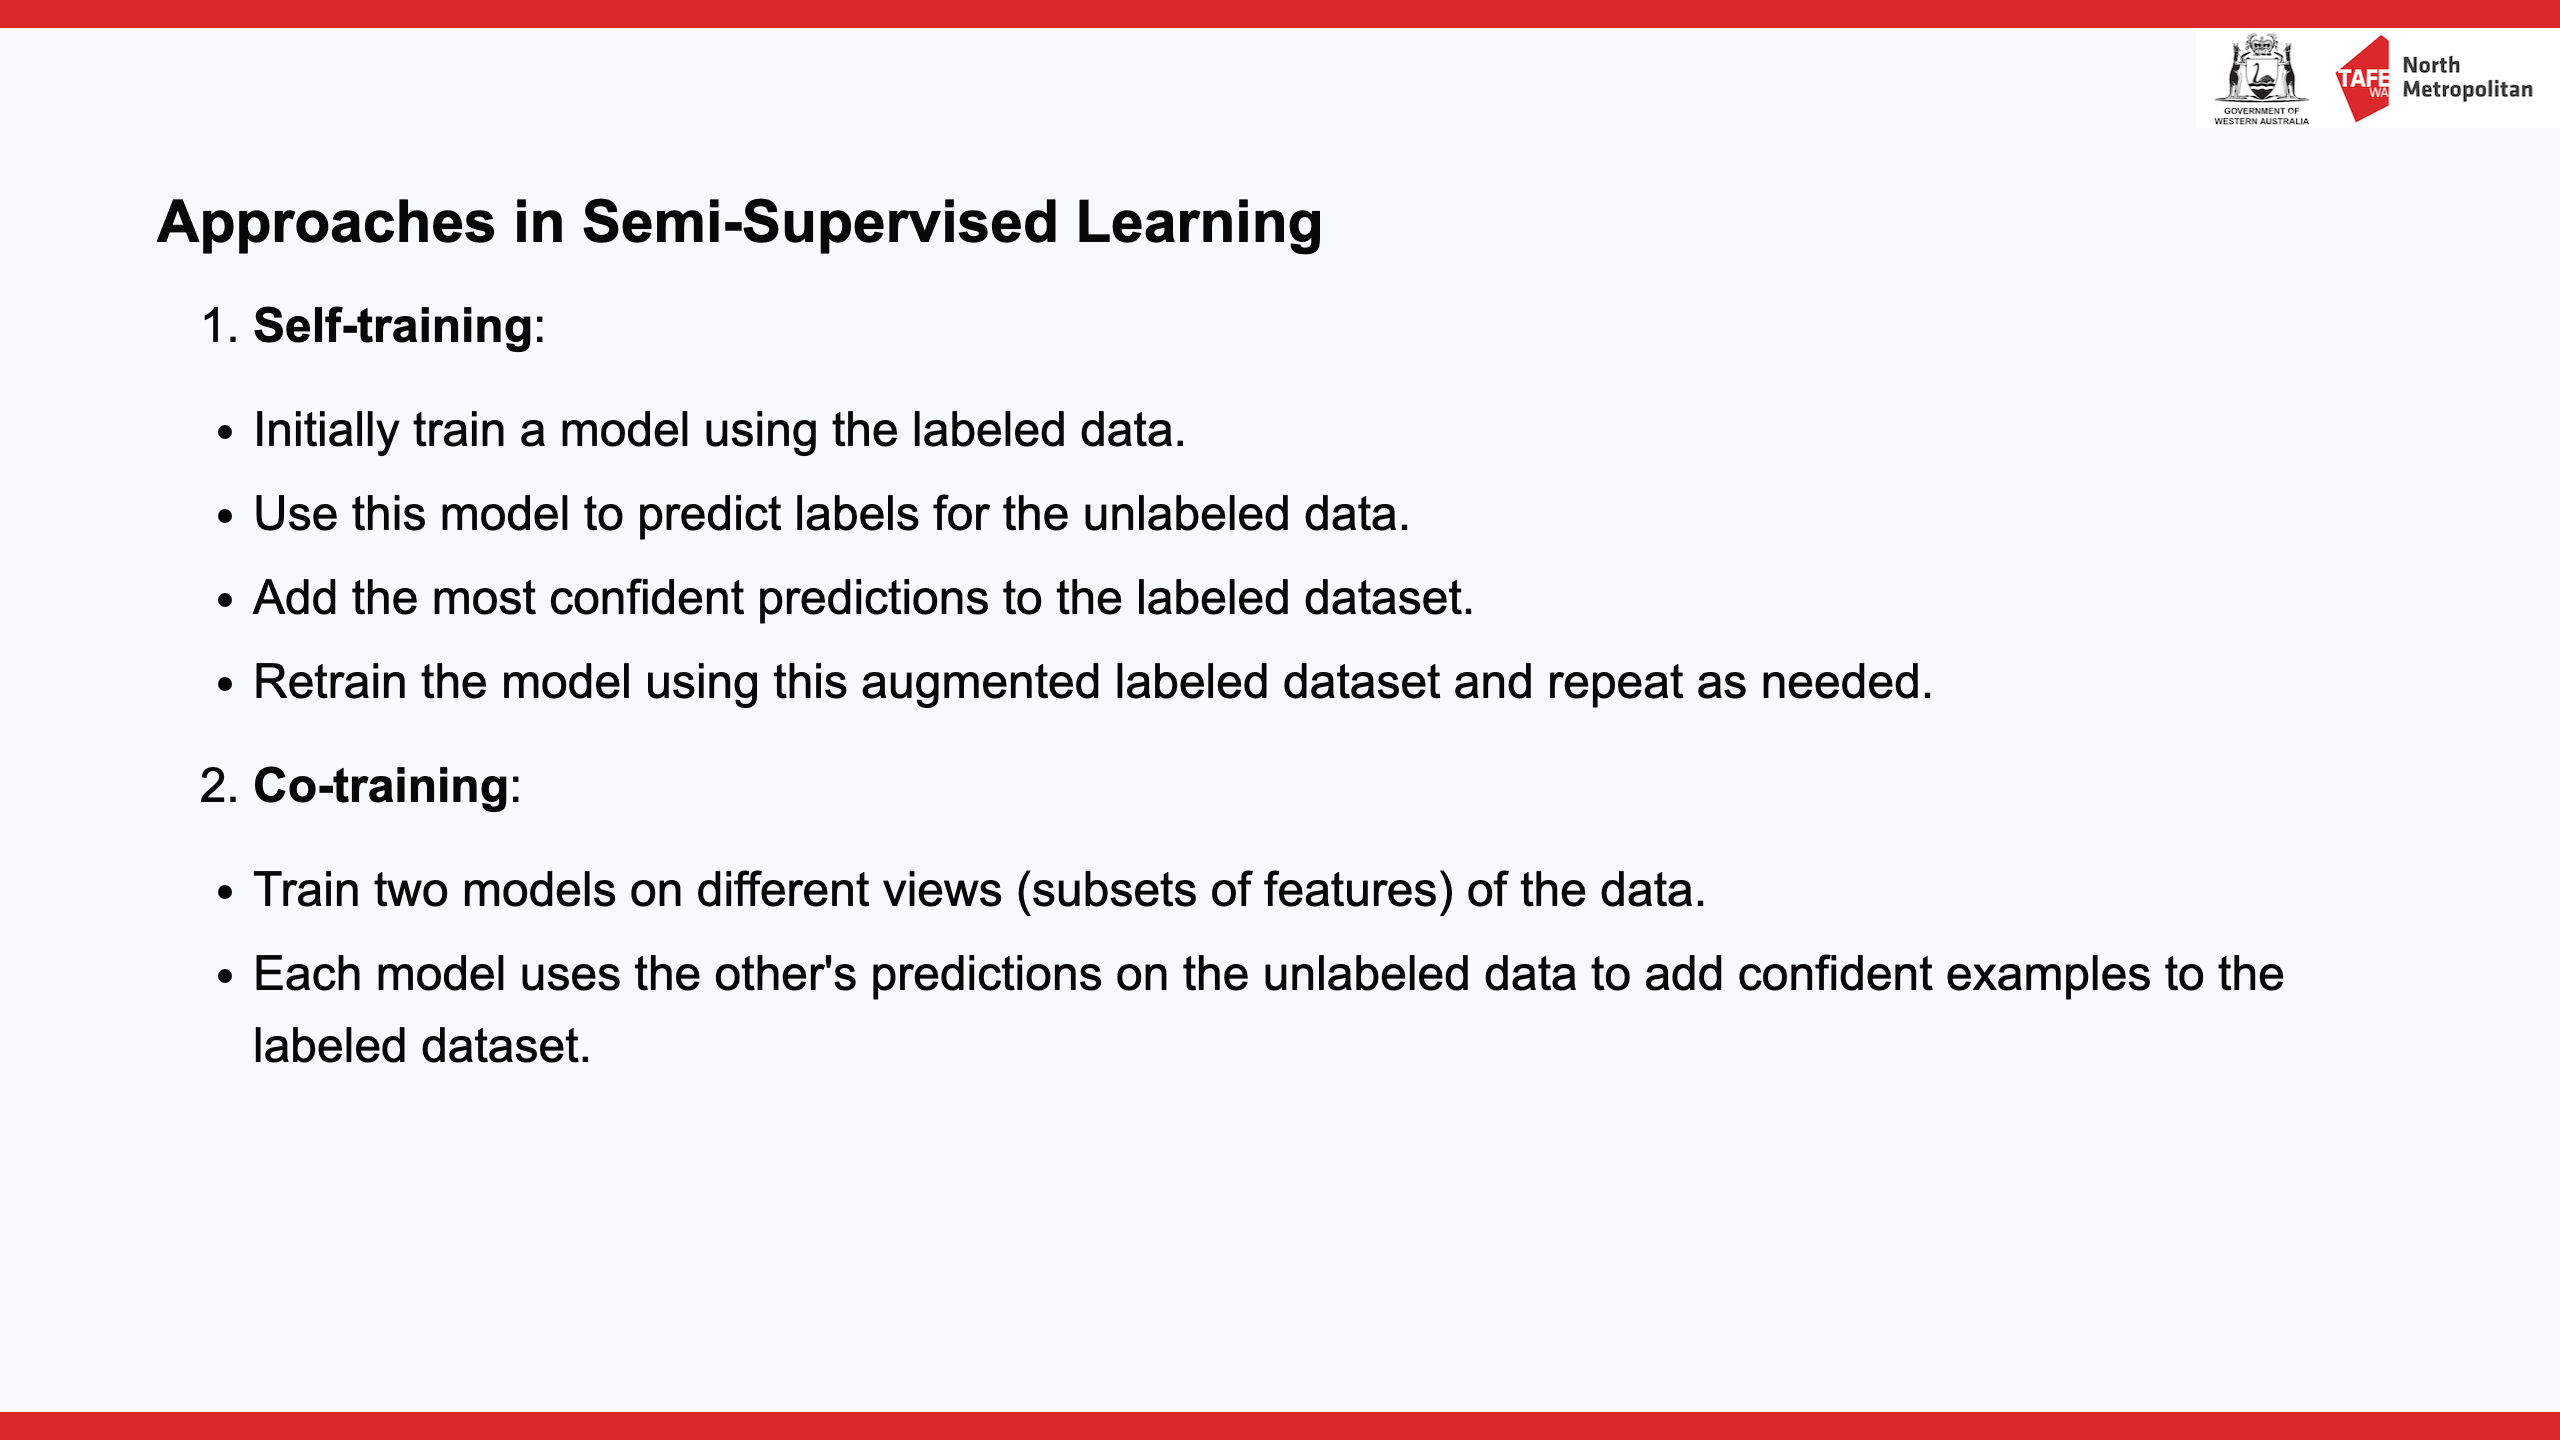 GOVERNMENT OF
WESTERN AUSTRALIA
TAFE
WA
North
Metropolitan
Approaches in Semi-Supervised Learning
1. Self-training:
• Initially train a model using the labeled data.
• Use this model to predict labels for the unlabeled data.
• Add the most confident predictions to the labeled dataset.
• Retrain the model using this augmented labeled dataset and repeat as needed.
2. Co-training:
• Train two models on different views (subsets of features) of the data.
• Each model uses the other's predictions on the unlabeled data to add confident examples to the
labeled dataset.